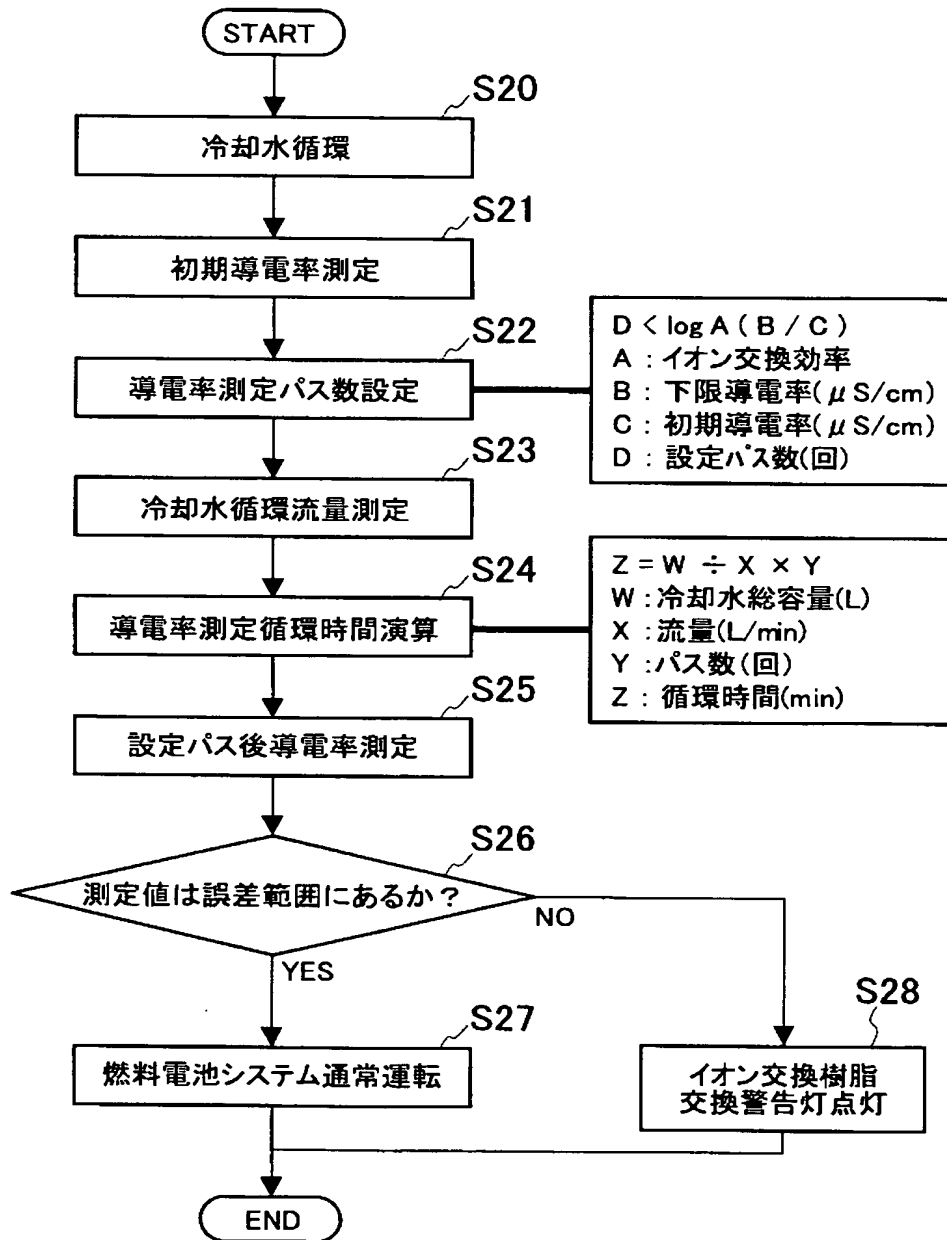 START
S20
冷却水循環
S21
初期導電率測定
S22
導電率測定パス数設定
D < log A ( B / C )
A : イオン交換効率
B : 下限導電率( μ S/cm)
C : 初期導電率( μ S/cm)
D : 設定パス数(回)
S23
冷却水循環流量測定
S24
導電率測定循環時間演算
Z = W ÷ X × Y
W : 冷却水総容量(L)
X : 流量(L/min)
Y : パス数(回)
Z : 循環時間(min)
S25
設定パス後導電率測定
S26
測定値は誤差範囲にあるか?
NO
YES
S27
燃料電池システム通常運転
S28
イオン交換樹脂
交換警告灯点灯
END